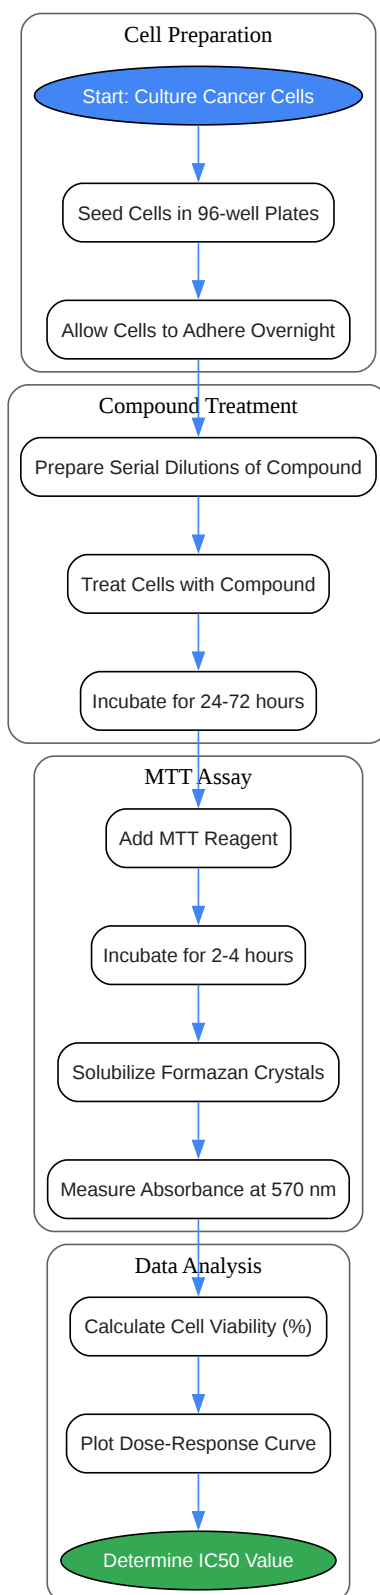 Cell Preparation
Start: Culture Cancer Cells
Seed Cells in 96-well Plates
Allow Cells to Adhere Overnight
Compound Treatment
Prepare Serial Dilutions of Compound
Treat Cells with Compound
Incubate for 24-72 hours
MTT Assay
Add MTT Reagent
Incubate for 2-4 hours
Solubilize Formazan Crystals
Measure Absorbance at 570 nm
Data Analysis
Calculate Cell Viability (%)
Plot Dose-Response Curve
Determine IC50 Value